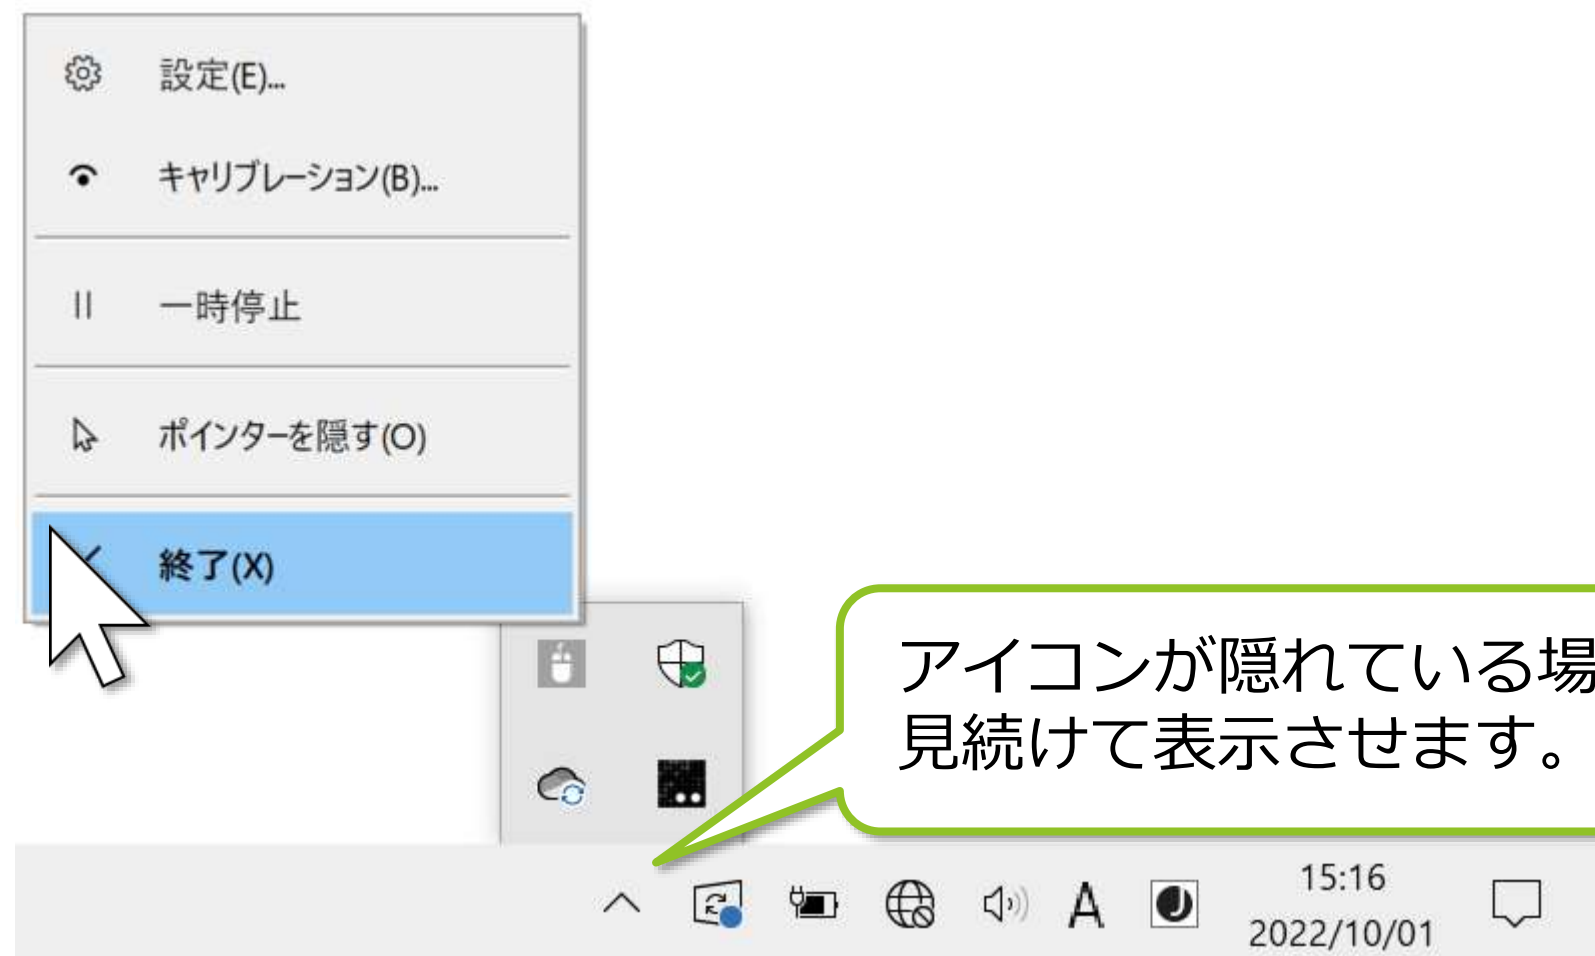 設定(E)...
キャリブレーション(B)...
一時停止
ポインターを隠す(O)
終了(X)
アイコンが隠れている場
見続けて表示させます。
A
15:16
2022/10/01